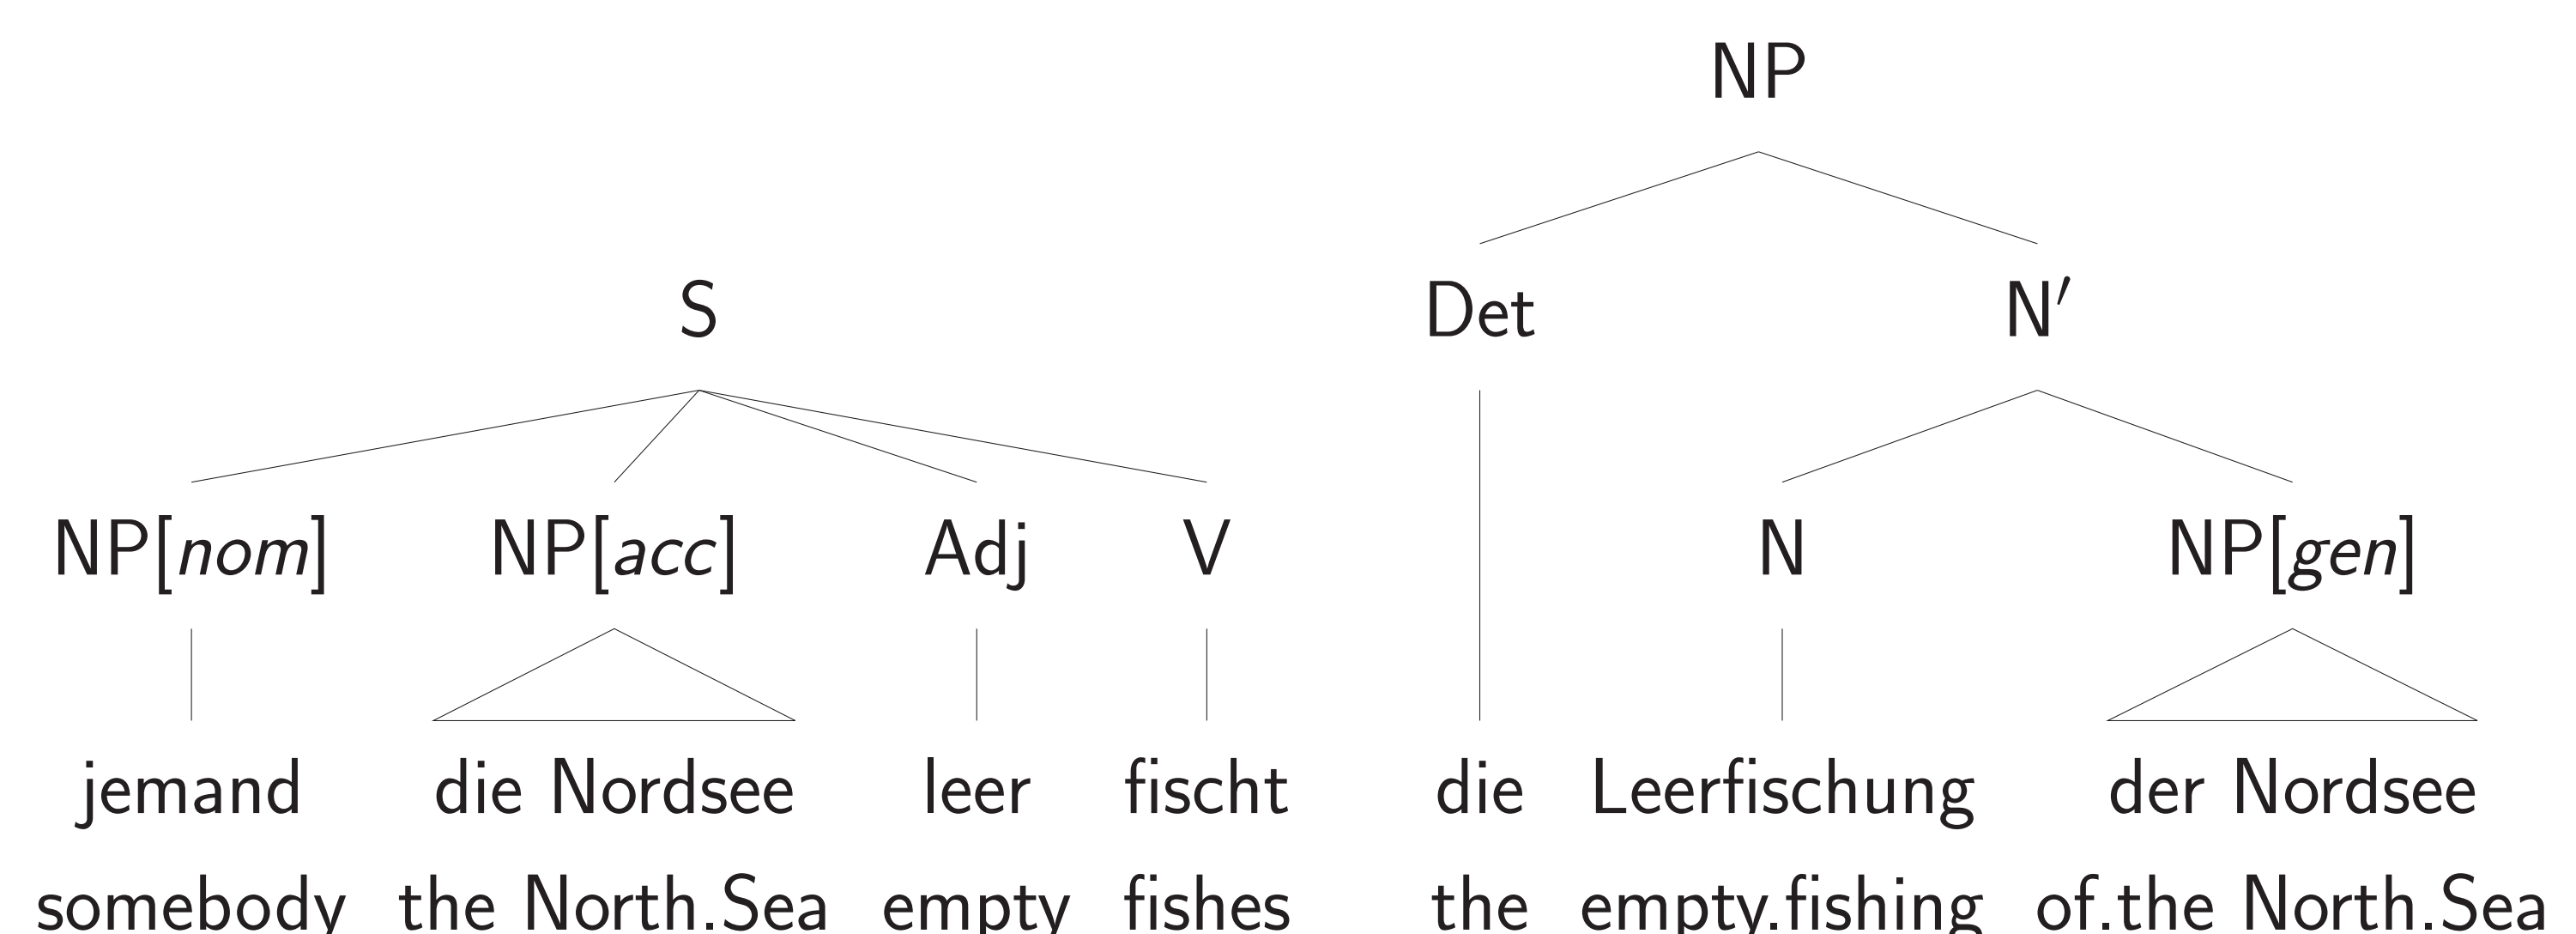 NP
S Det N′
NP[nom] NP[acc] Adj V N NP[gen]
jemand die Nordsee leer fischt die Leerfischung der Nordsee
somebody the North.Sea empty fishes the empty.fishing of.the North.Sea